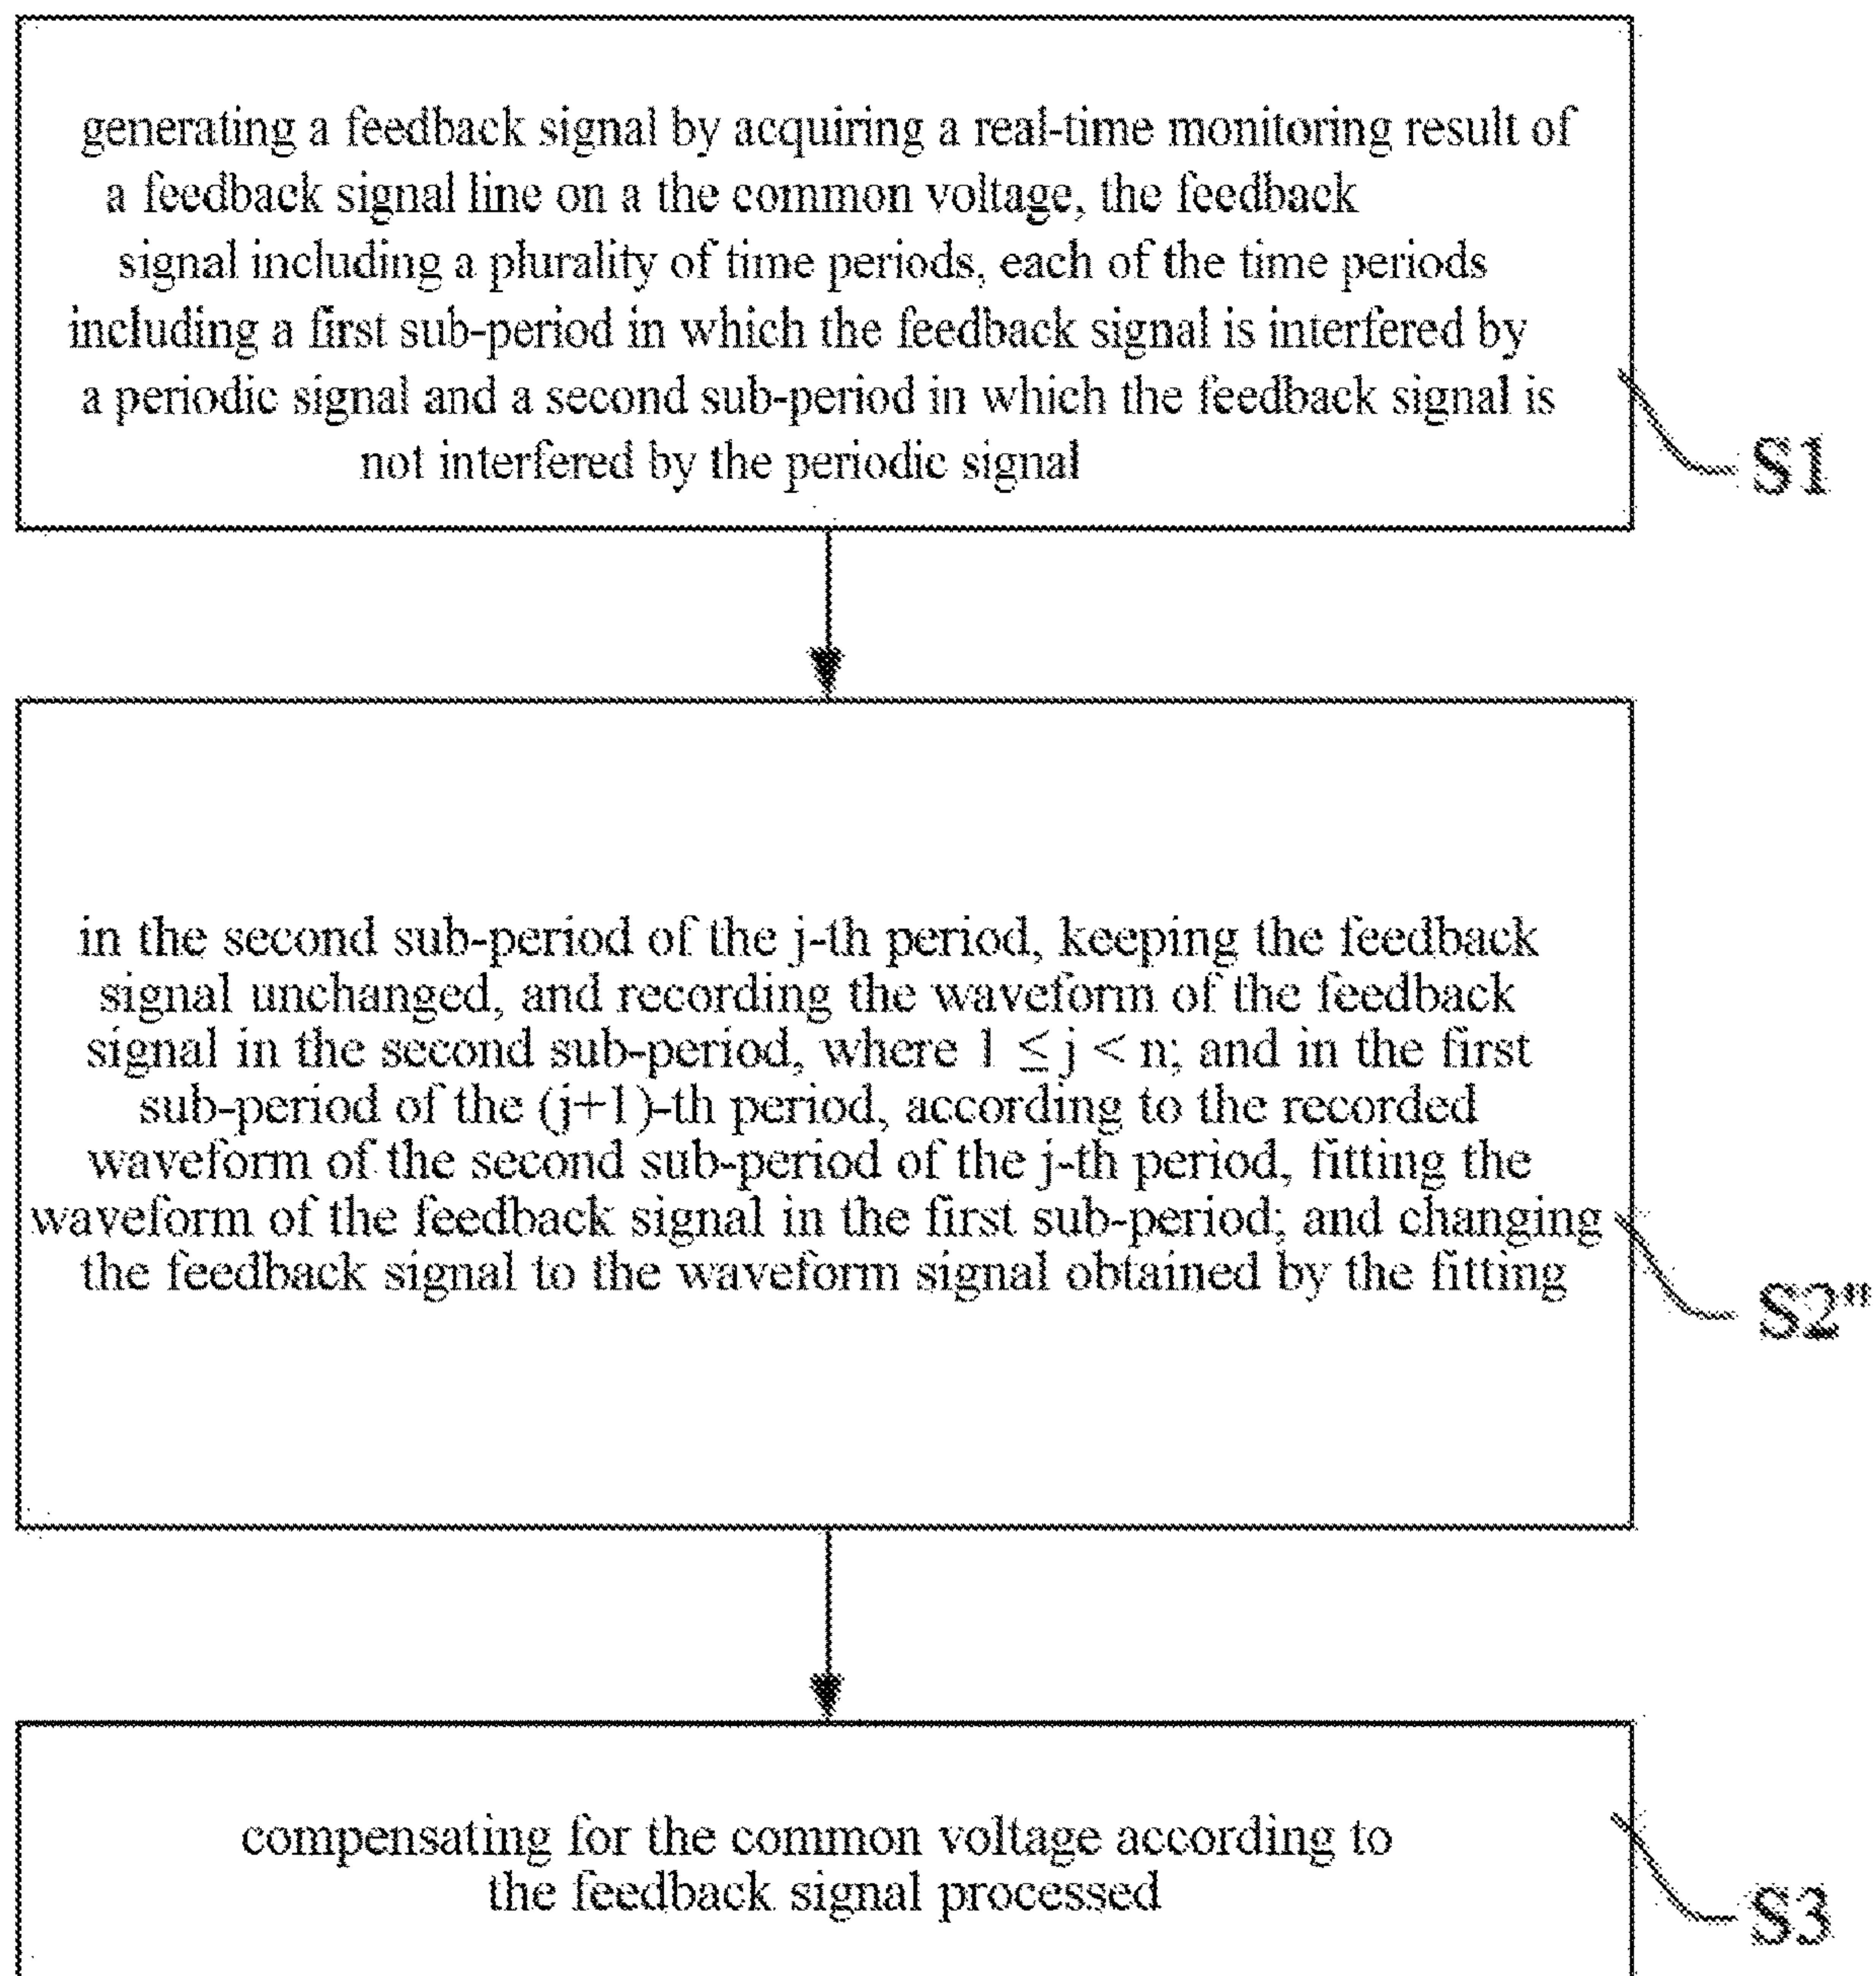 generating a feedback signal by acquiring a real-time monitoring result of
a feedback signal line on a the common voltage, the feedback
signal including a plurality of time periods, each of the time periods
including a first sub-period in which the feedback signal is interfered by
a periodic signal and a second sub-period in which the feedback signal is
not interfered by the periodic signal
S1
in the second sub-period of the j-th period, keeping the feedback
signal unchanged, and recording the waveform of the feedback
signal in the second sub-period, where 1 ≤ j < n; and in the first
sub-period of the (j+1)-th period, according to the recorded
waveform of the second sub-period of the j-th period, fitting the
waveform of the feedback signal in the first sub-period; and changing
the feedback signal to the waveform signal obtained by the fitting
S2"
compensating for the common voltage according to
the feedback signal processed
S3